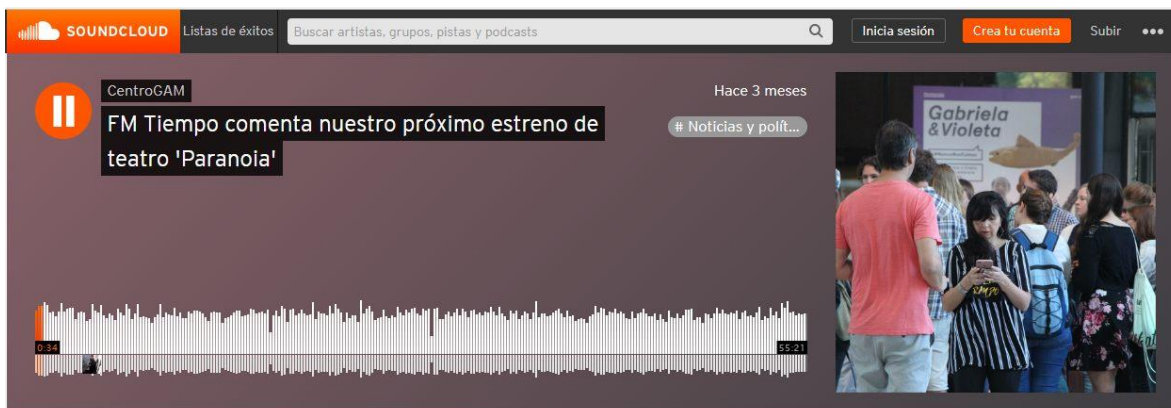 SOUNDCLOUD
Listas de éxitos
Buscar artistas, grupos, pistas y podcasts
Inicia sesión
Crea tu cuenta
Subir
CentroGAM
Hace 3 meses
FM Tiempo comenta nuestro próximo estreno de
teatro 'Paranoia'
# Noticias y polít...
0:34
55:21
Gabriela
&Violeta